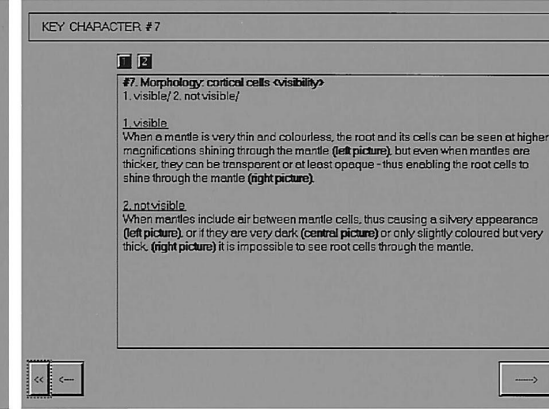 KEY CHARACTER #7
1 2
#7. Morphology: cortical cells <visibility>
1. visible/ 2. not visible/
1. visible
When a mantle is very thin and colourless, the root and its cells can be seen at higher
magnifications shining through the mantle (left picture), but even when mantles are
thicker, they can be transparent or at least opaque - thus enabling the root cells to
shine through the mantle (right picture).
2. not visible
When mantles include air between mantle cells, thus causing a silvery appearance
(left picture), or if they are very dark (central picture) or only slightly coloured but very
thick, (right picture) it is impossible to see root cells through the mantle.
<< <--- ---->